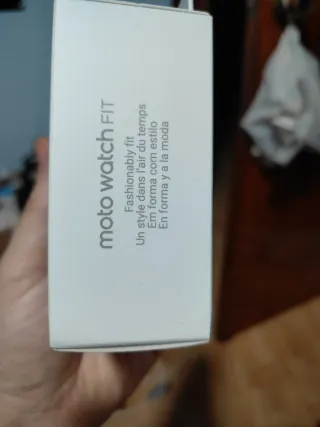 moto watch FIT
Fashionably fit
Un style dans l'air du temps
Em forma com estilo
En forma y a la moda